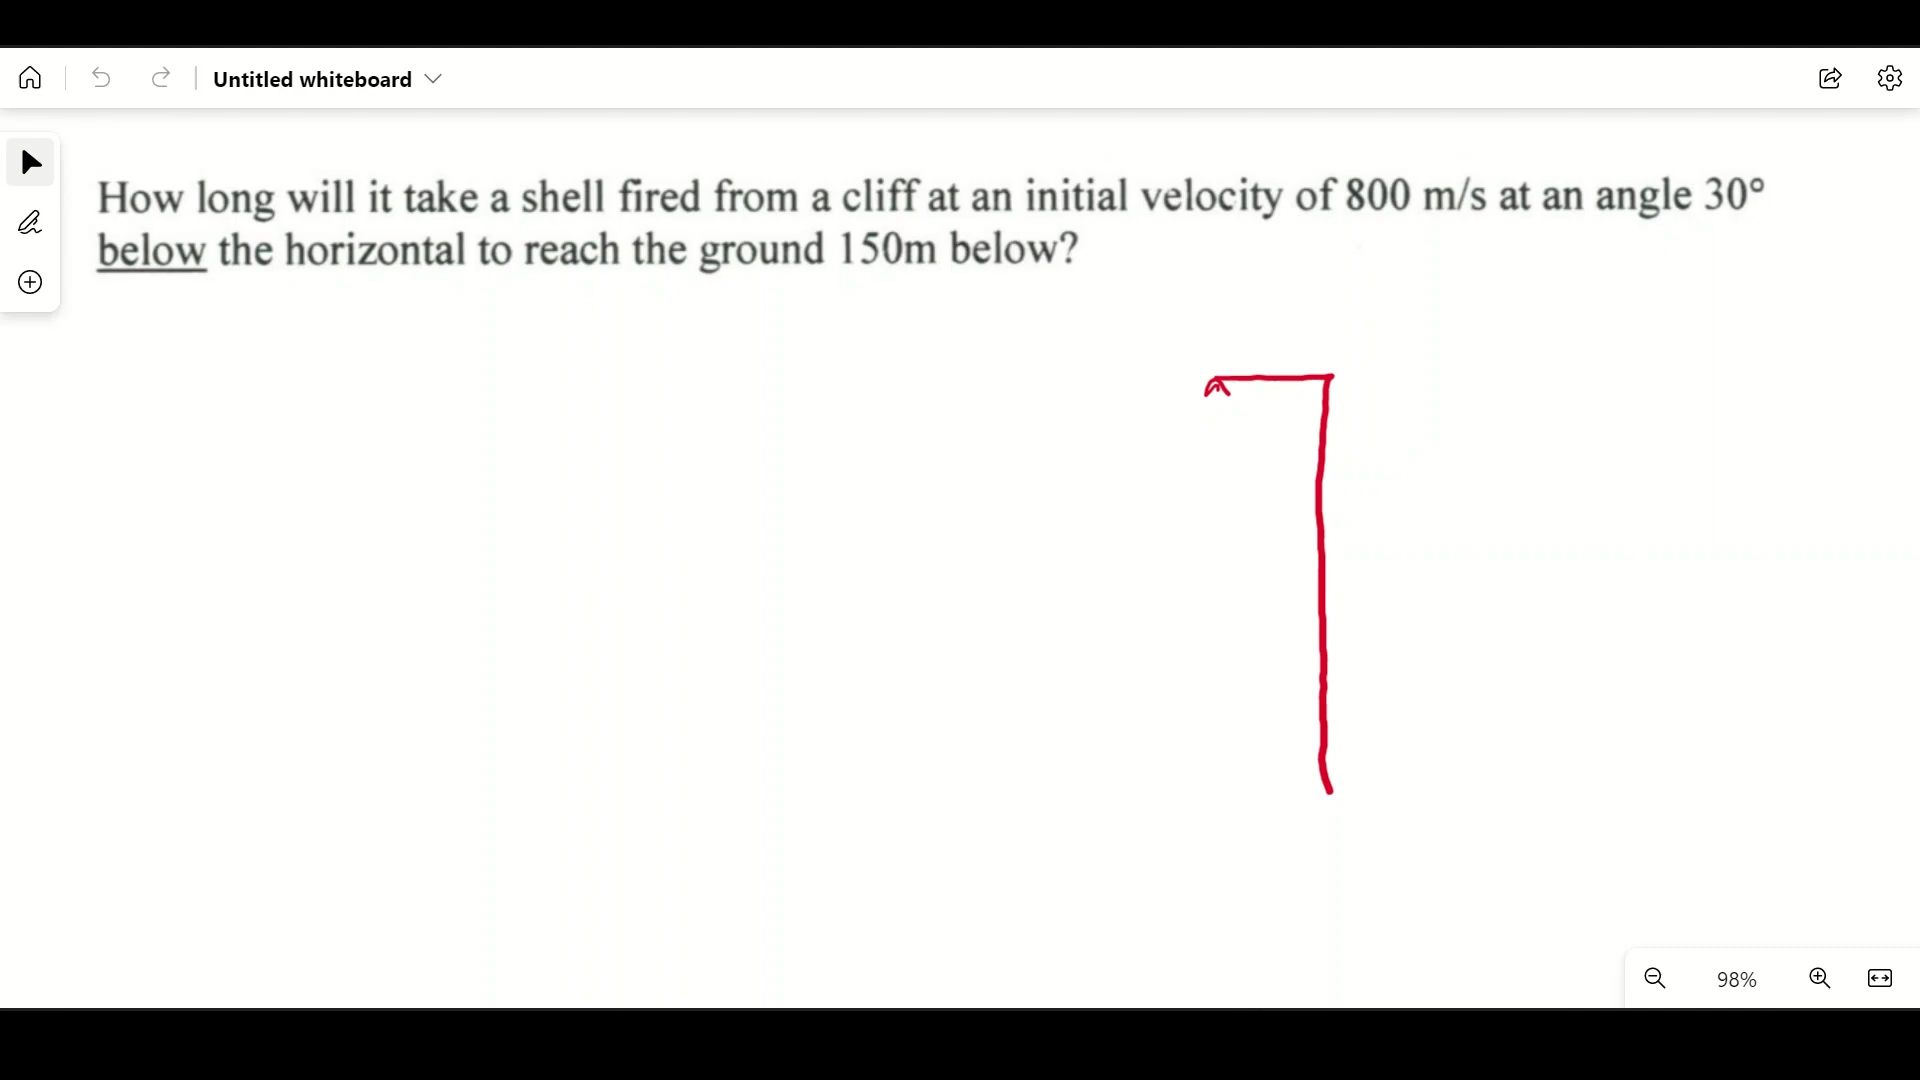 Untitled whiteboard
How long will it take a shell fired from a cliff at an initial velocity of 800 m/s at an angle 30°
below the horizontal to reach the ground 150m below?
98%